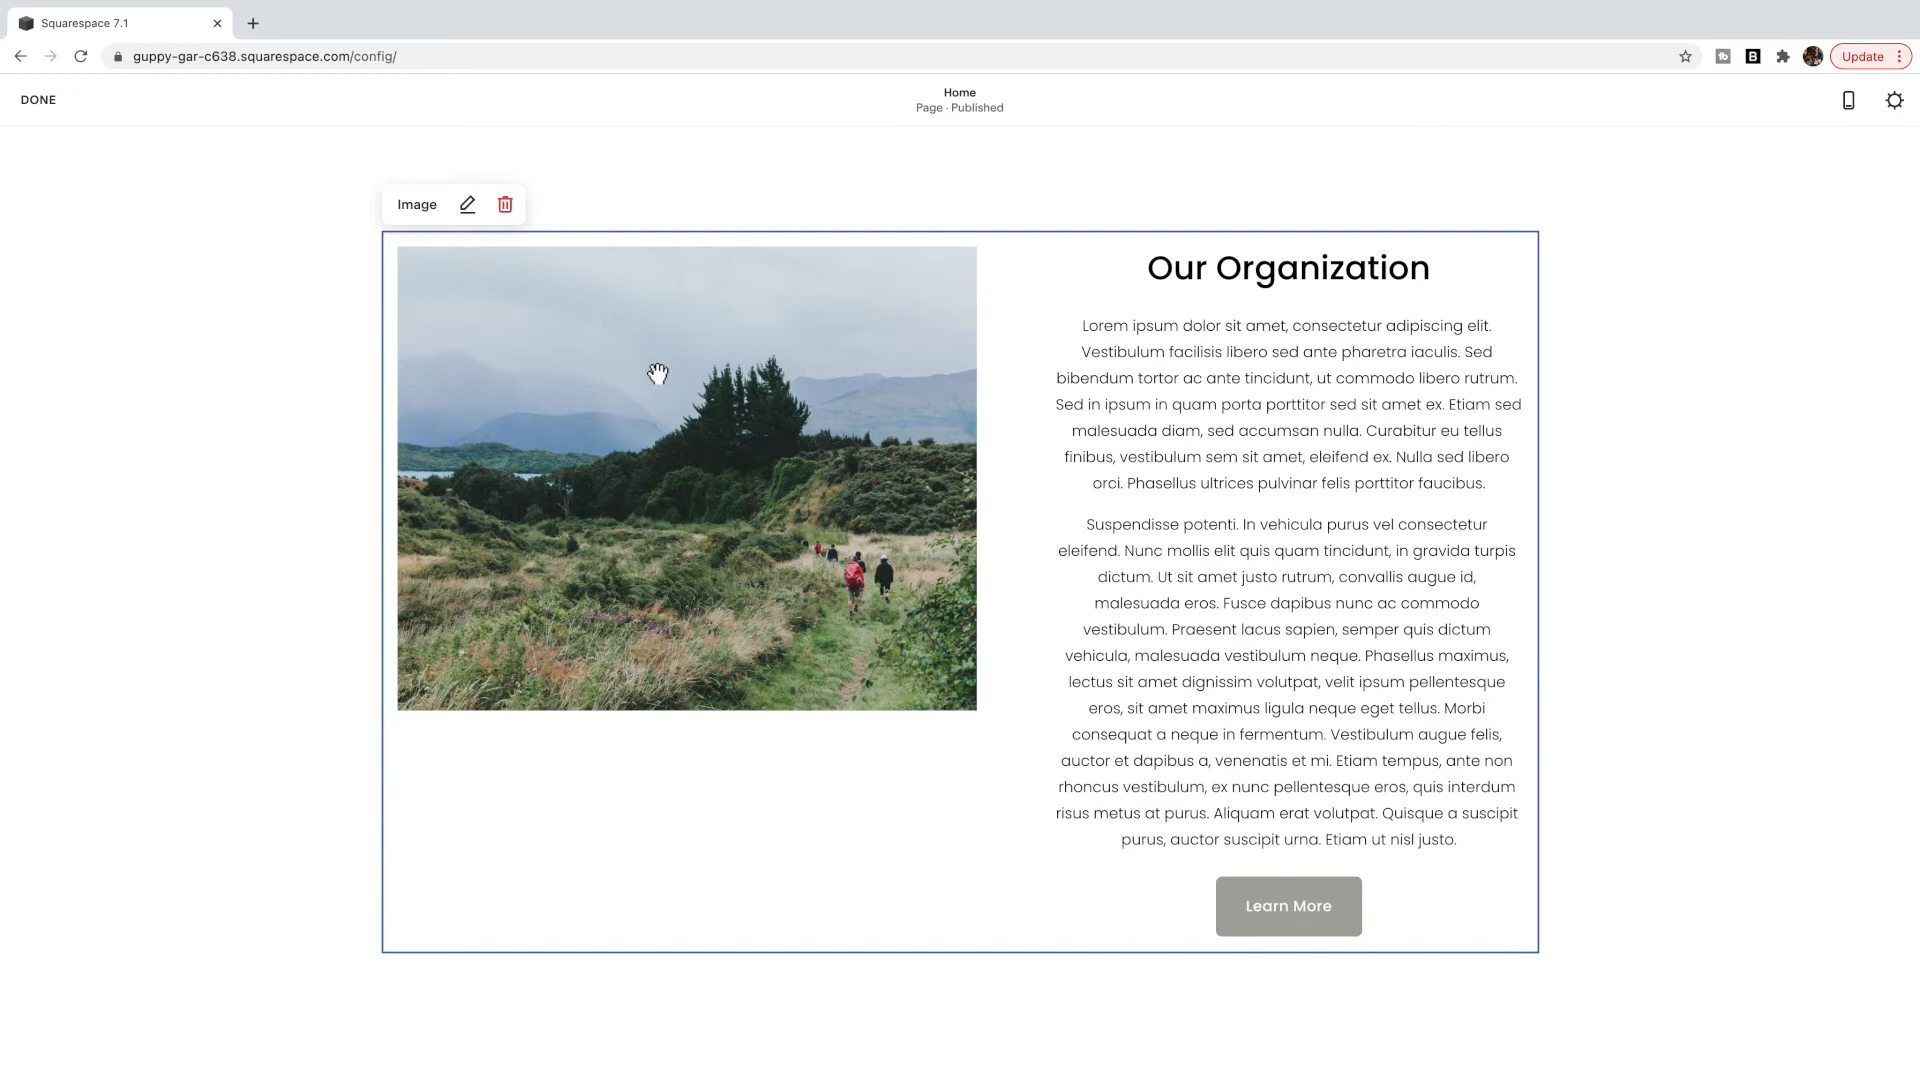 Squarespace 7.1
guppy-gar-c638.squarespace.com/config/
Update
DONE
Home
Page · Published
Image
Our Organization
Lorem ipsum dolor sit amet, consectetur adipiscing elit.
Vestibulum facilisis libero sed ante pharetra iaculis. Sed
bibendum tortor ac ante tincidunt, ut commodo libero rutrum.
Sed in ipsum in quam porta porttitor sed sit amet ex. Etiam sed
malesuada diam, sed accumsan nulla. Curabitur eu tellus
finibus, vestibulum sem sit amet, eleifend ex. Nulla sed libero
orci. Phasellus ultrices pulvinar felis porttitor faucibus.
Suspendisse potenti. In vehicula purus vel consectetur
eleifend. Nunc mollis elit quis quam tincidunt, in gravida turpis
dictum. Ut sit amet justo rutrum, convallis augue id,
malesuada eros. Fusce dapibus nunc ac commodo
vestibulum. Praesent lacus sapien, semper quis dictum
vehicula, malesuada vestibulum neque. Phasellus maximus,
lectus sit amet dignissim volutpat, velit ipsum pellentesque
eros, sit amet maximus ligula neque eget tellus. Morbi
consequat a neque in fermentum. Vestibulum augue felis,
auctor et dapibus a, venenatis et mi. Etiam tempus, ante non
rhoncus vestibulum, ex nunc pellentesque eros, quis interdum
risus metus at purus. Aliquam erat volutpat. Quisque a suscipit
purus, auctor suscipit urna. Etiam ut nisl justo.
Learn More